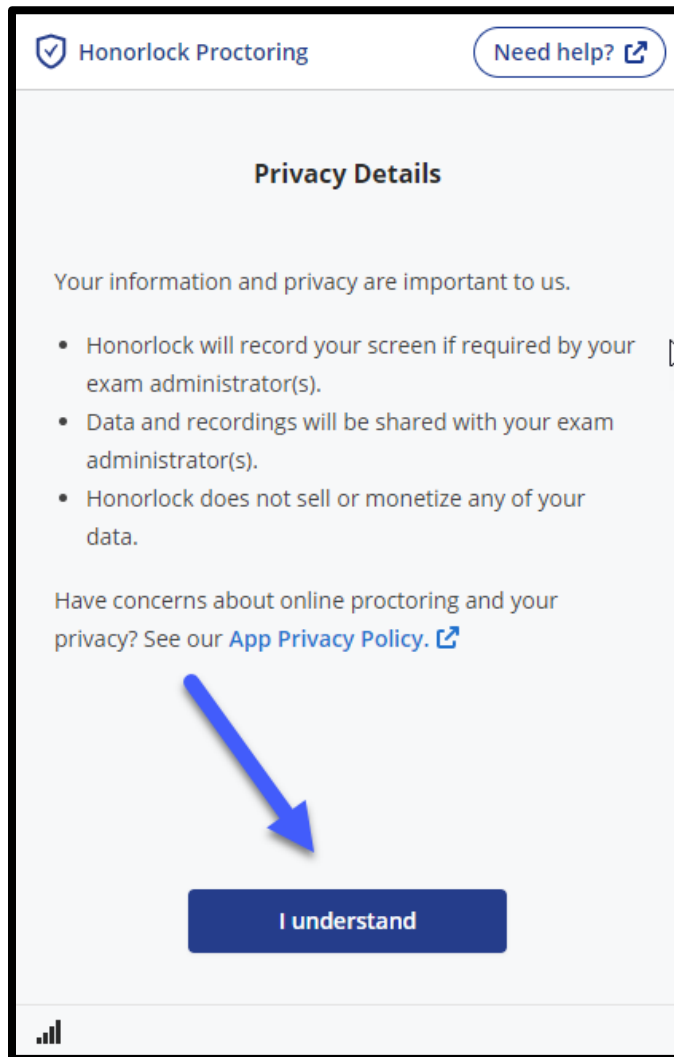 Honorlock Proctoring
Need help?
Privacy Details
Your information and privacy are important to us.
• Honorlock will record your screen if required by your
exam administrator(s).
• Data and recordings will be shared with your exam
administrator(s).
• Honorlock does not sell or monetize any of your
data.
Have concerns about online proctoring and your
privacy? See our App Privacy Policy.
I understand